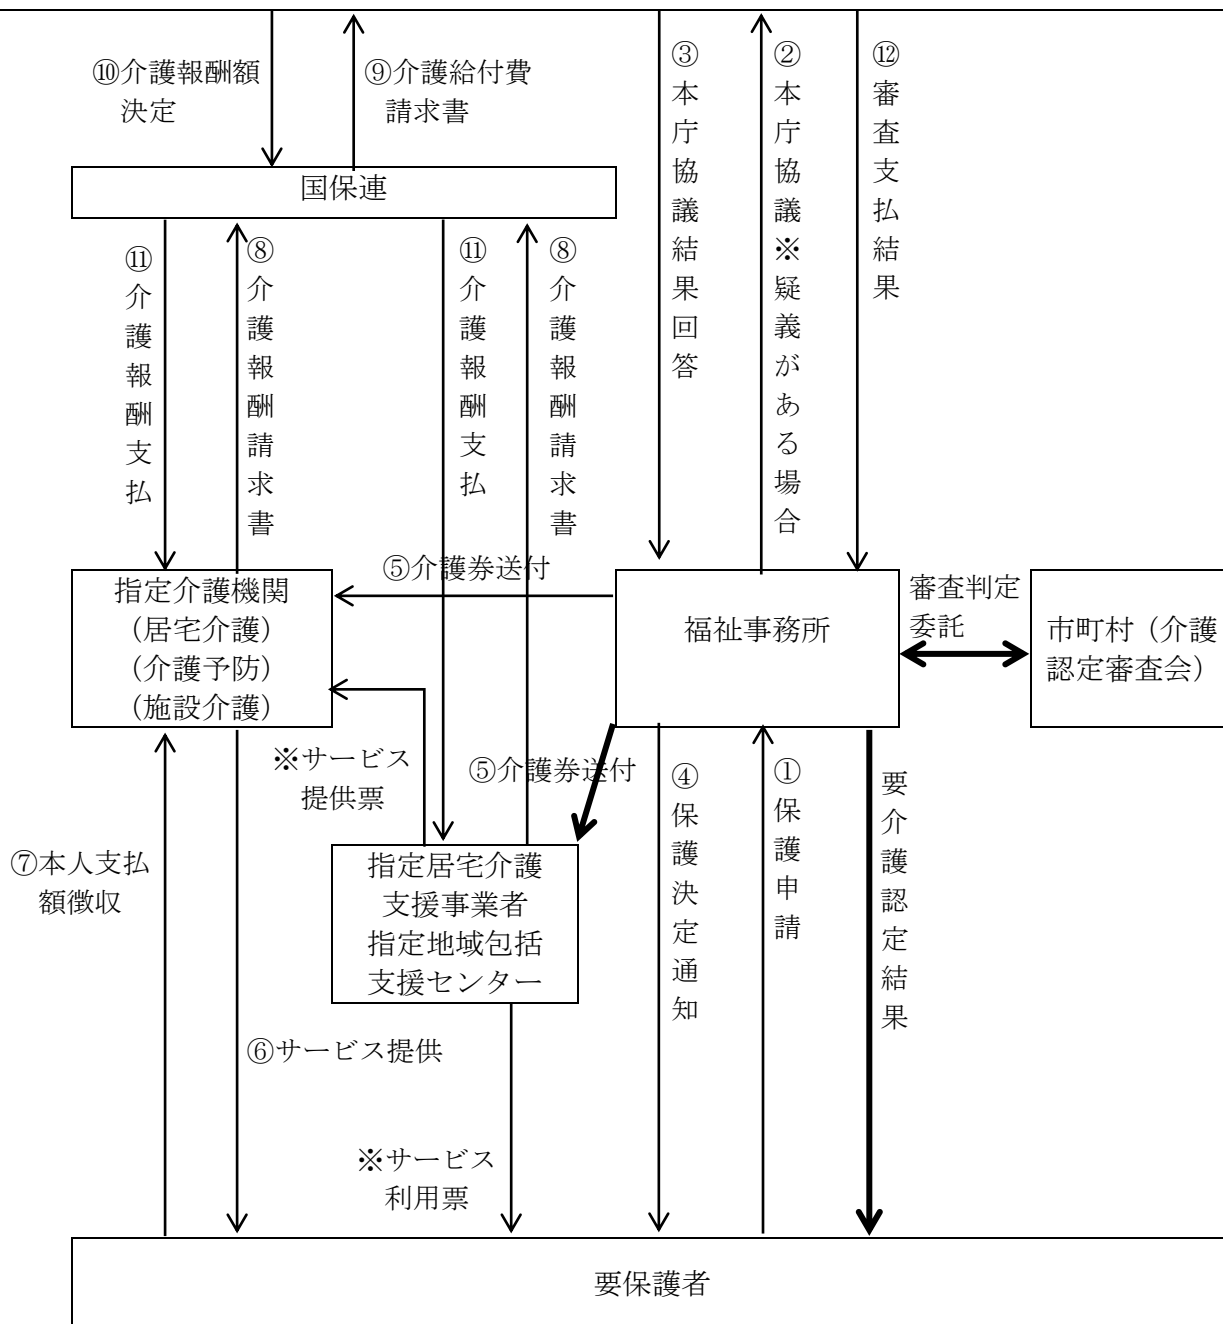 ⑩介護報酬額
決定
⑨介護給付費
請求書
③本庁協議結果回答
②本庁協議※疑義がある場合
⑫審査支払結果
国保連
⑪介護報酬支払
⑧介護報酬請求書
⑪介護報酬支払
⑧介護報酬請求書
⑤介護券送付
指定介護機関
（居宅介護）
（介護予防）
（施設介護）
福祉事務所
審査判定
委託
市町村（介護
認定審査会）
※サービス
提供票
⑤介護券送付
④保護決定通知
①保護申請
要介護認定結果
⑦本人支払
額徴収
指定居宅介護
支援事業者
指定地域包括
支援センター
⑥サービス提供
※サービス
利用票
要保護者